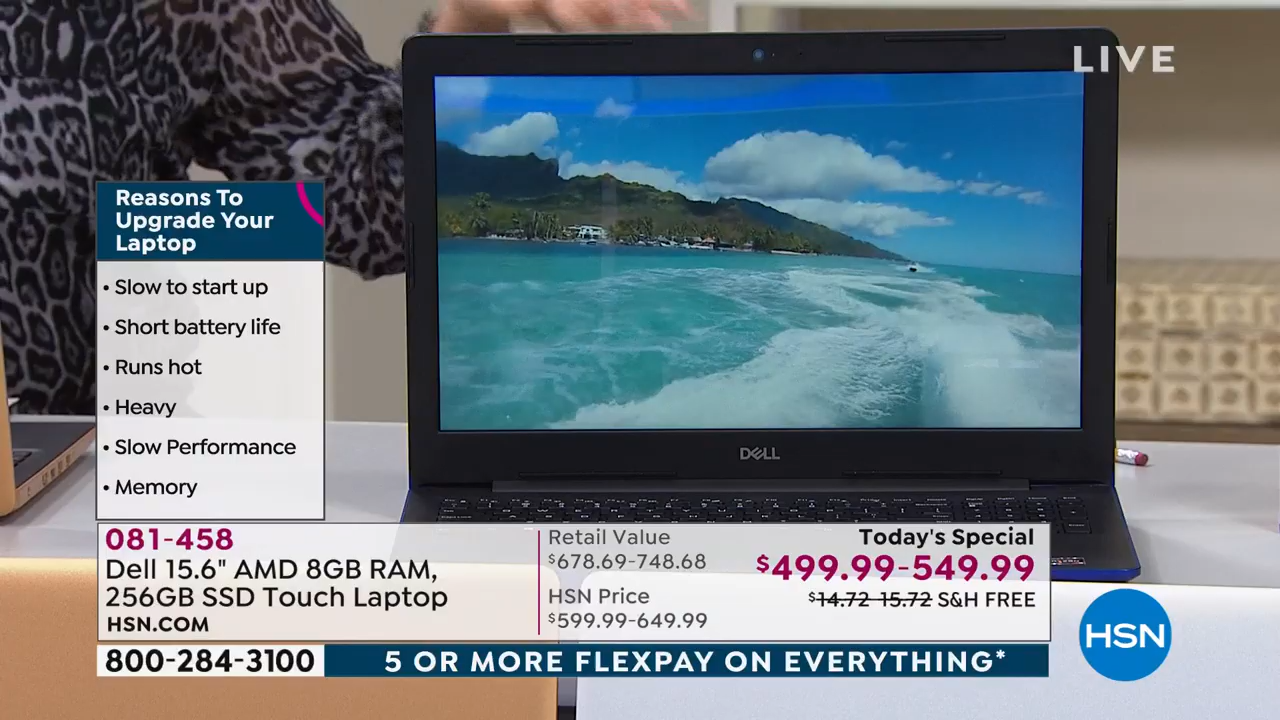 LIVE
Reasons To
Upgrade Your
Laptop
• Slow to start up
• Short battery life
• Runs hot
• Heavy
• Slow Performance
• Memory
DELL
081-458
Dell 15.6" AMD 8GB RAM,
256GB SSD Touch Laptop
HSN.COM
Retail Value
$678.69-748.68
HSN Price
$599.99-649.99
Today's Special
$499.99-549.99
$14.72-15.72 S&H FREE
HSN
800-284-3100
5 OR MORE FLEXPAY ON EVERYTHING*